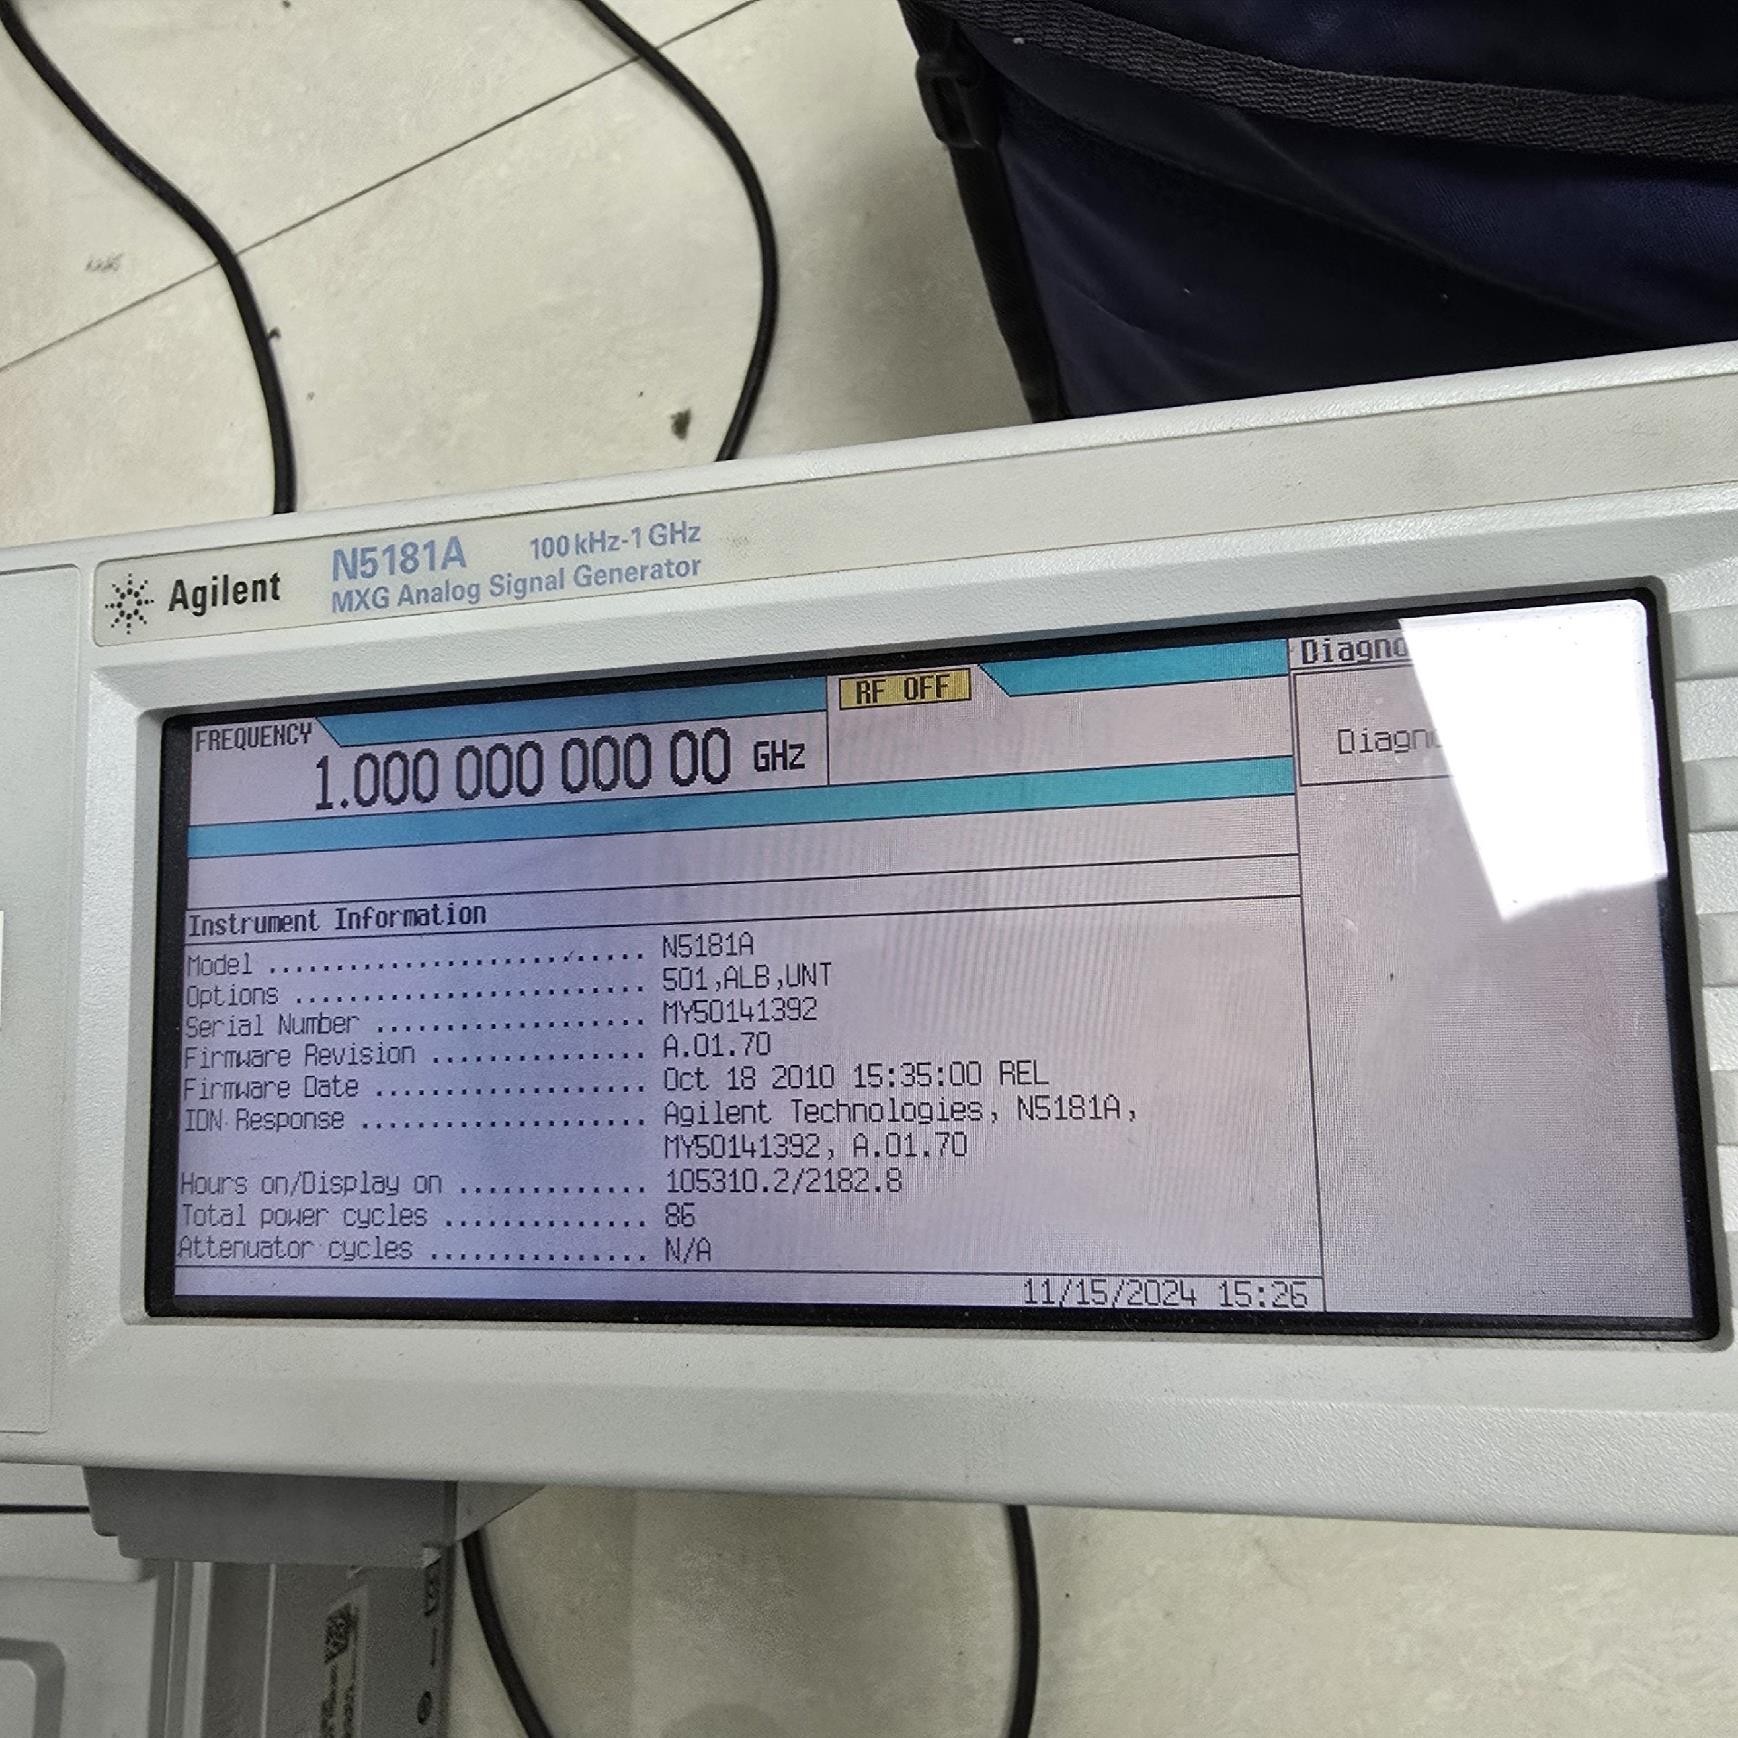 Agilent
N5181A 100 kHz-1 GHz
MXG Analog Signal Generator
FREQUENCY
1.000 000 000 00 GHz
RF OFF
Instrument Information
Model ............................ N5181A
Options .......................... 501,ALB,UNT
Serial Number .................... MY50141392
Firmware Revision ................ A.01.70
Firmware Date .................... Oct 18 2010 15:35:00 REL
IDN Response ..................... Agilent Technologies, N5181A,
MY50141392, A.01.70
Hours on/Display on .............. 105310.2/2182.8
Total power cycles ............... 86
Attenuator cycles ................ N/A
11/15/2024 15:26